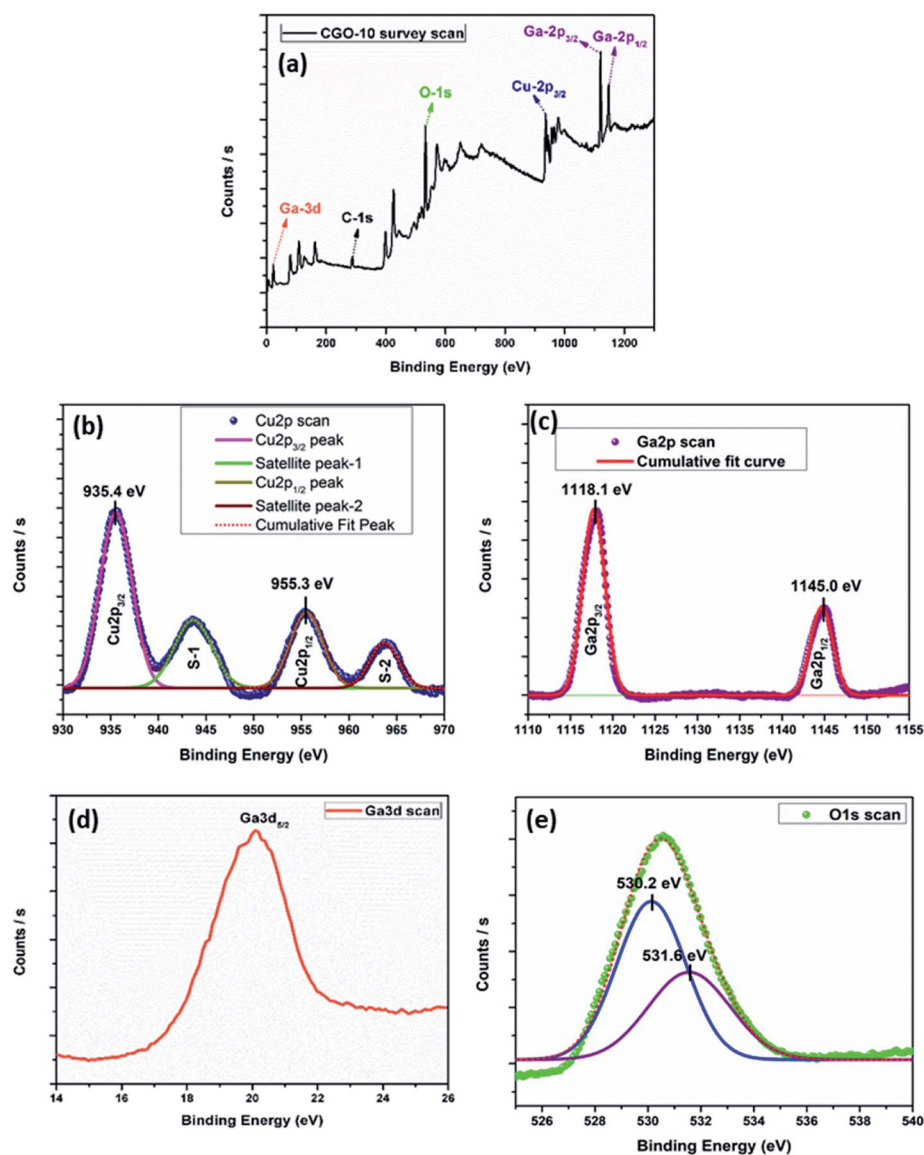 CGO-10 survey scan
(a)
Ga-2p3/2
Ga-2p1/2
O-1s
Cu-2p3/2
Ga-3d
C-1s
Counts / s
0 200 400 600 800 1000 1200
Binding Energy (eV)
(b)
Cu2p scan
Cu2p3/2 peak
Satellite peak-1
Cu2p1/2 peak
Satellite peak-2
Cumulative Fit Peak
935.4 eV
955.3 eV
Cu2p3/2
S-1
Cu2p1/2
S-2
Counts / s
930 935 940 945 950 955 960 965 970
Binding Energy (eV)
(c)
Ga2p scan
Cumulative fit curve
1118.1 eV
1145.0 eV
Ga2p3/2
Ga2p1/2
Counts / s
1110 1115 1120 1125 1130 1135 1140 1145 1150 1155
Binding Energy (eV)
(d)
Ga3d scan
Ga3d5/2
Counts / s
14 16 18 20 22 24 26
Binding Energy (eV)
(e)
O1s scan
530.2 eV
531.6 eV
Counts / s
526 528 530 532 534 536 538 540
Binding Energy (eV)